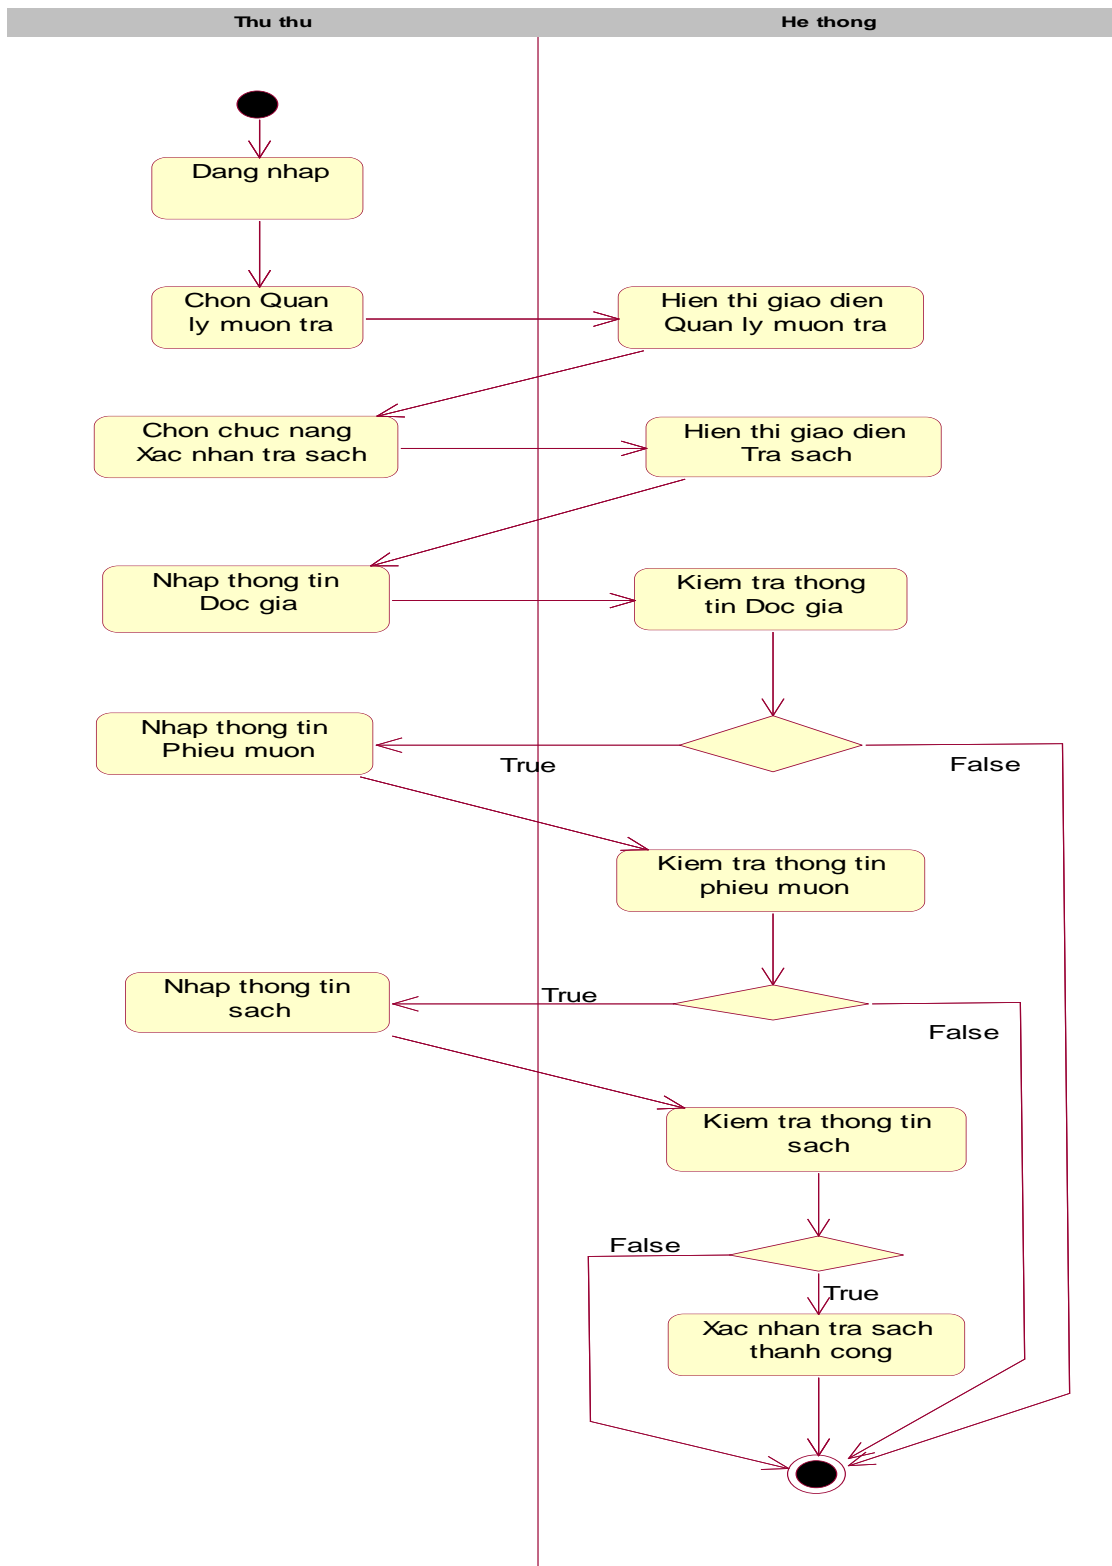 Thu thu
He thong
Dang nhap
Chon Quan
ly muon tra
Hien thi giao dien
Quan ly muon tra
Chon chuc nang
Xac nhan tra sach
Hien thi giao dien
Tra sach
Nhap thong tin
Doc gia
Kiem tra thong
tin Doc gia
Nhap thong tin
Phieu muon
True
False
Kiem tra thong tin
phieu muon
Nhap thong tin
sach
True
False
Kiem tra thong tin
sach
False
True
Xac nhan tra sach
thanh cong